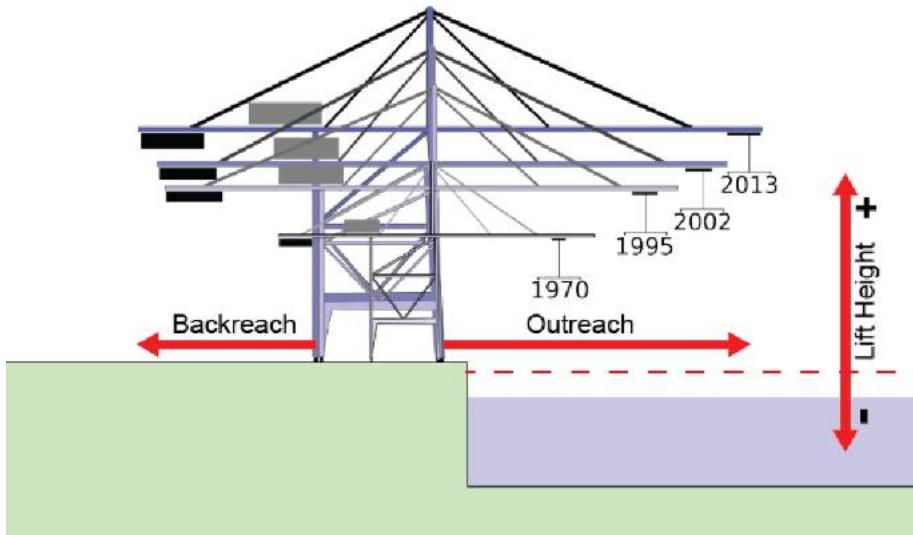 2013
2002
1995
1970
Backreach
Outreach
+
Lift Height
-